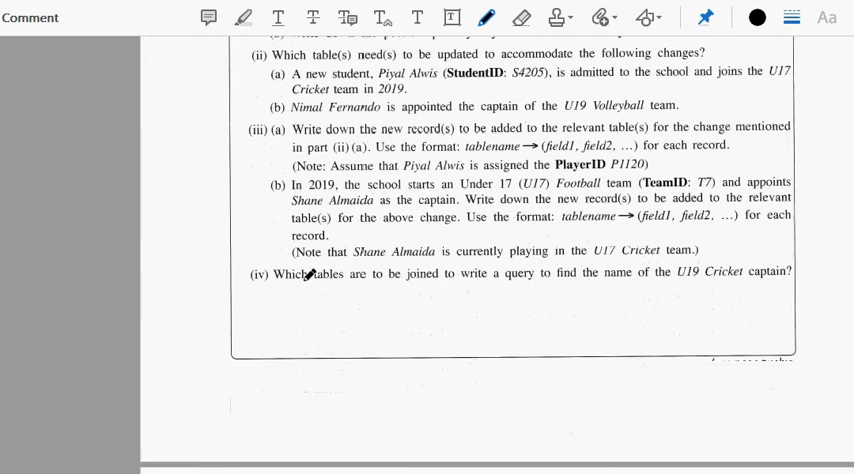 Comment
T T T T T T Aa
(ii) Which table(s) need(s) to be updated to accommodate the following changes?
(a) A new student, Piyal Alwis (StudentID: S4205), is admitted to the school and joins the U17
Cricket team in 2019.
(b) Nimal Fernando is appointed the captain of the U19 Volleyball team.
(iii) (a) Write down the new record(s) to be added to the relevant table(s) for the change mentioned
in part (ii) (a). Use the format: tablename → (field1, field2, ...) for each record.
(Note: Assume that Piyal Alwis is assigned the PlayerID P1120)
(b) In 2019, the school starts an Under 17 (U17) Football team (TeamID: T7) and appoints
Shane Almaida as the captain. Write down the new record(s) to be added to the relevant
table(s) for the above change. Use the format: tablename → (field1, field2, ...) for each
record.
(Note that Shane Almaida is currently playing in the U17 Cricket team.)
(iv) Which tables are to be joined to write a query to find the name of the U19 Cricket captain?